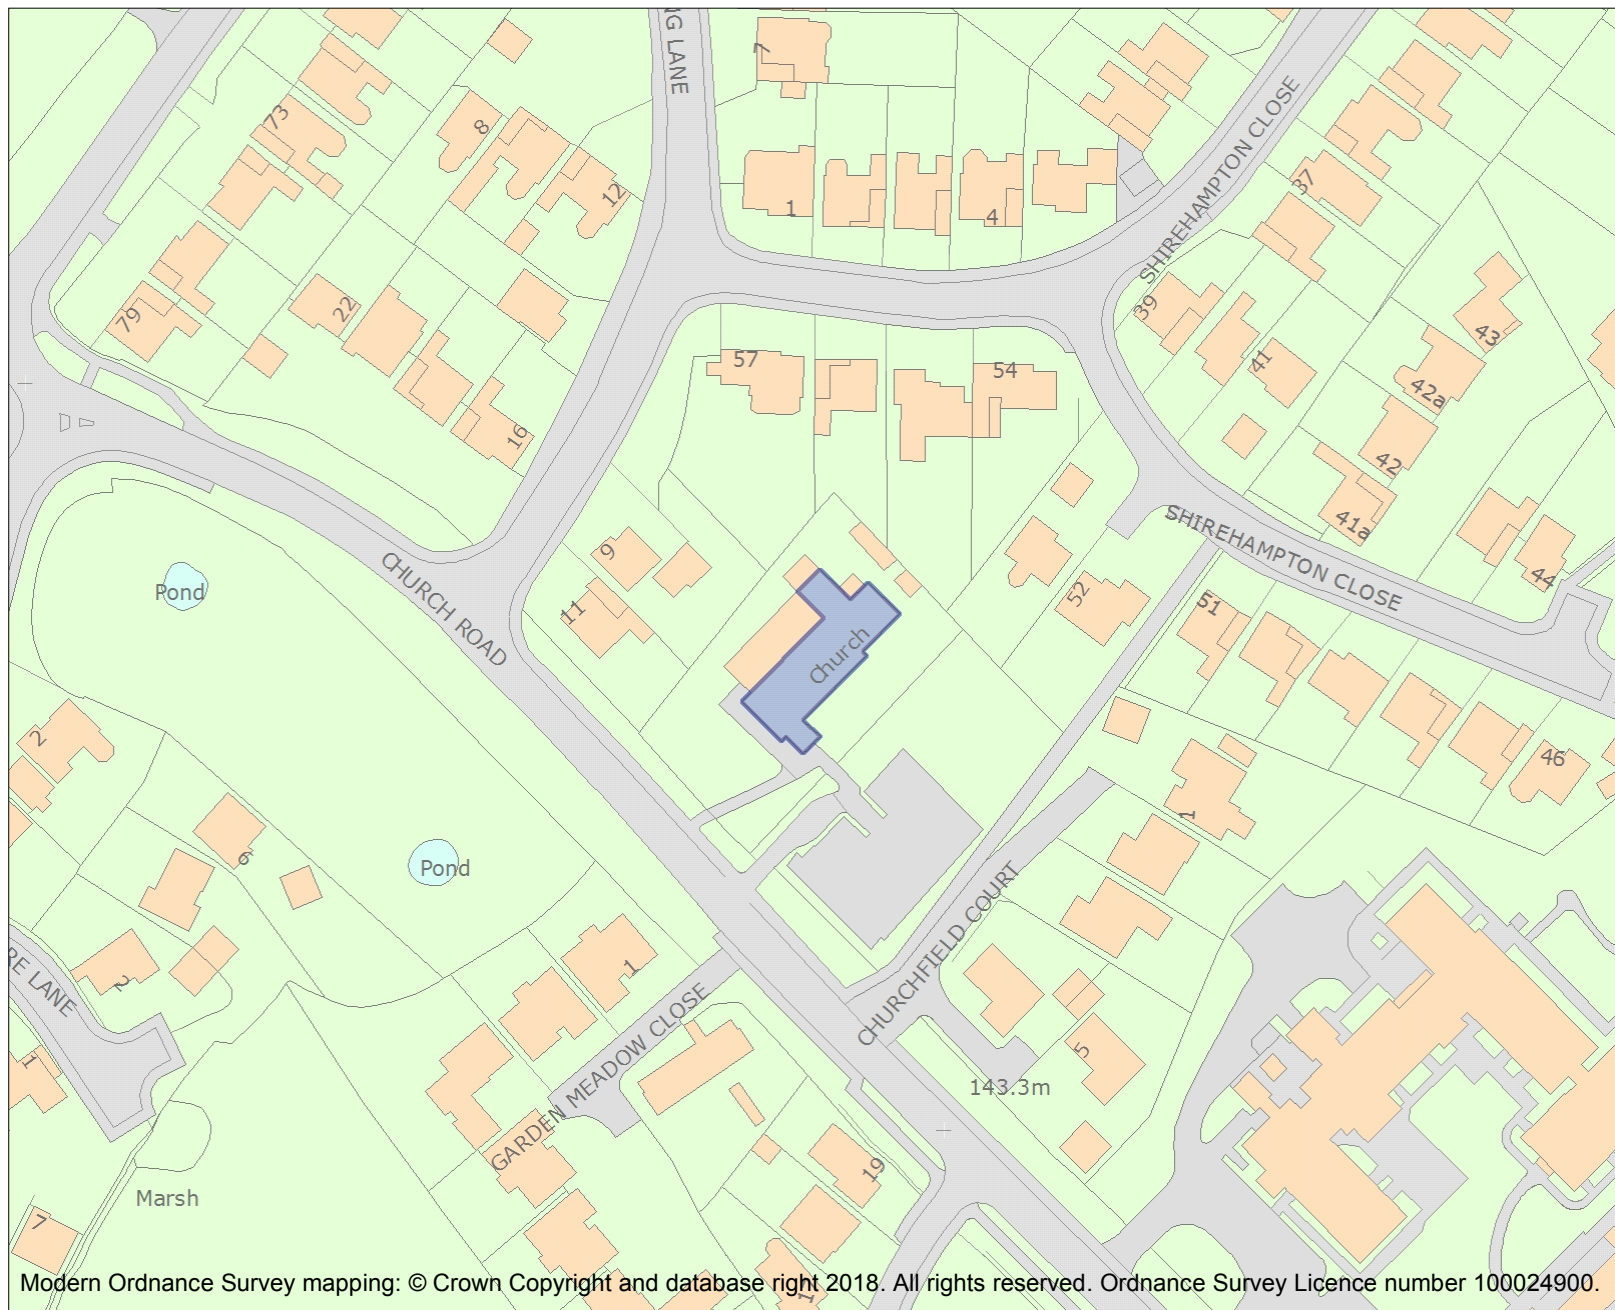 NG LANE
7
73
8
12
1
4
SHIREHAMPTON CLOSE
37
79
22
39
43
57
54
41
42a
16
42
SHIREHAMPTON CLOSE
41a
Pond
CHURCH ROAD
9
11
52
51
44
Church
2
46
6
Pond
1
2
RE LANE
1
CHURCHFIELD COURT
GARDEN MEADOW CLOSE
5
143.3m
1
19
Marsh
7
17
Modern Ordnance Survey mapping: © Crown Copyright and database right 2018. All rights reserved. Ordnance Survey Licence number 100024900.